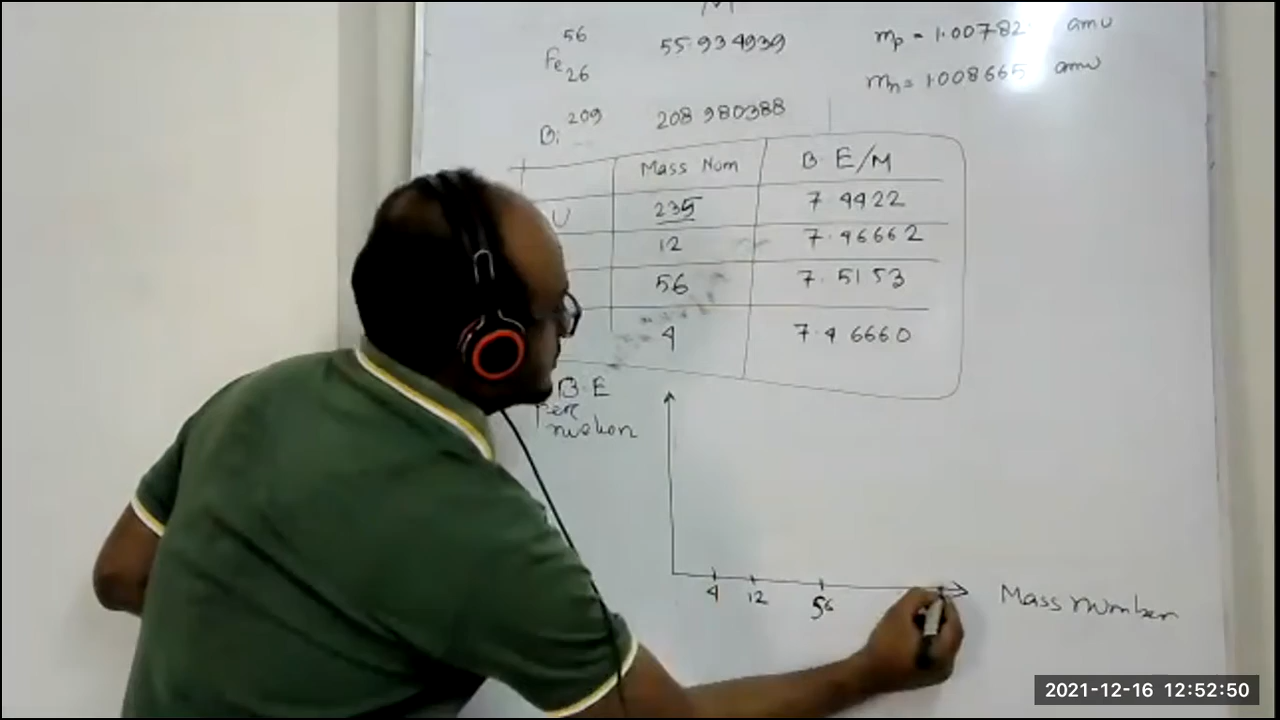 M
56
Fe 55.934939 mp = 1.00782 amu
26
mn = 1.008665 amu
209
Bi 208 980388
Mass Num B. E/M
U 235 7.4422
12 7.46662
56 7.5153
4 7.46660
B.E
per
nucleon
4 12 56 Mass number
2021-12-16 12:52:50